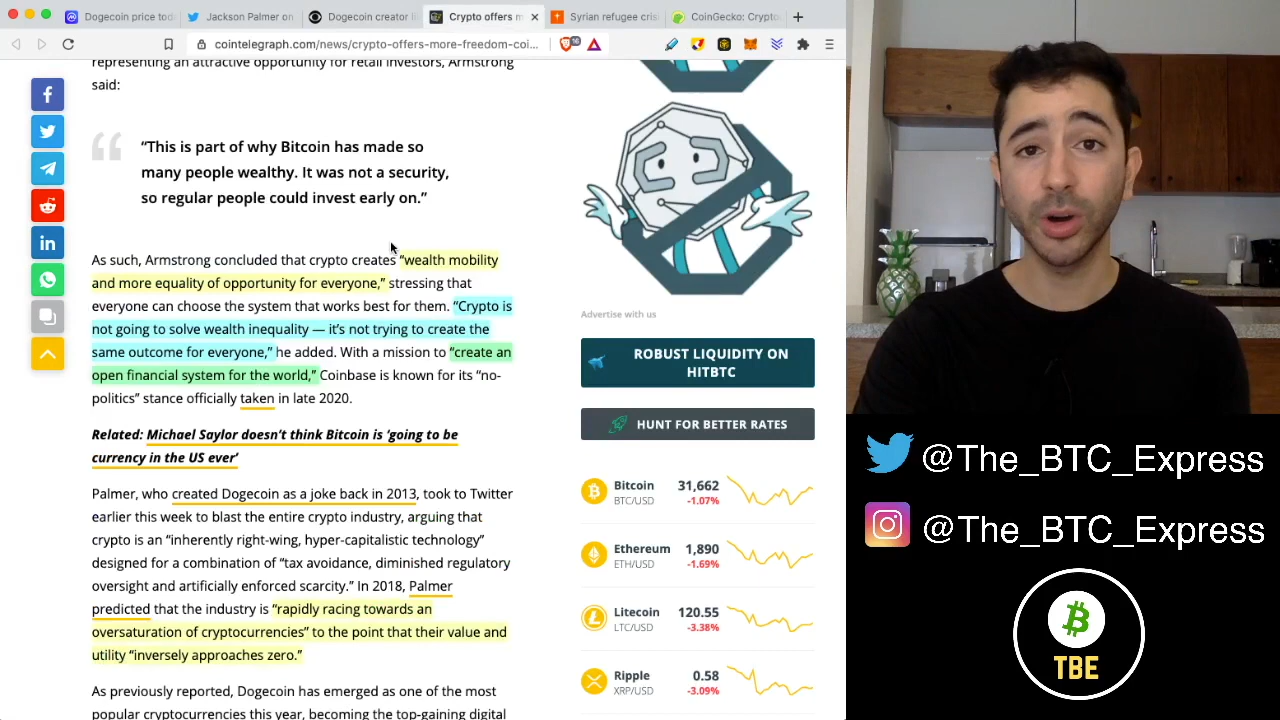 Dogecoin price tod
Jackson Palmer on
Dogecoin creator li
Crypto offers m
Syrian refugee cris
CoinGecko: Crypto
cointelegraph.com/news/crypto-offers-more-freedom-coi...
representing an attractive opportunity for retail investors, Armstrong
said:
“This is part of why Bitcoin has made so
many people wealthy. It was not a security,
so regular people could invest early on.”
As such, Armstrong concluded that crypto creates “wealth mobility
and more equality of opportunity for everyone,” stressing that
everyone can choose the system that works best for them. “Crypto is
not going to solve wealth inequality — it’s not trying to create the
same outcome for everyone,” he added. With a mission to “create an
open financial system for the world,” Coinbase is known for its “no-
politics” stance officially taken in late 2020.
Related: Michael Saylor doesn’t think Bitcoin is ‘going to be
currency in the US ever’
Palmer, who created Dogecoin as a joke back in 2013, took to Twitter
earlier this week to blast the entire crypto industry, arguing that
crypto is an “inherently right-wing, hyper-capitalistic technology”
designed for a combination of “tax avoidance, diminished regulatory
oversight and artificially enforced scarcity.” In 2018, Palmer
predicted that the industry is “rapidly racing towards an
oversaturation of cryptocurrencies” to the point that their value and
utility “inversely approaches zero.”
As previously reported, Dogecoin has emerged as one of the most
popular cryptocurrencies this year, becoming the top-gaining digital
Advertise with us
ROBUST LIQUIDITY ON
HITBTC
HUNT FOR BETTER RATES
Bitcoin 31,662
BTC/USD -1.07%
Ethereum 1,890
ETH/USD -1.69%
Litecoin 120.55
LTC/USD -3.38%
Ripple 0.58
XRP/USD -3.09%
@The_BTC_Express
@The_BTC_Express
TBE